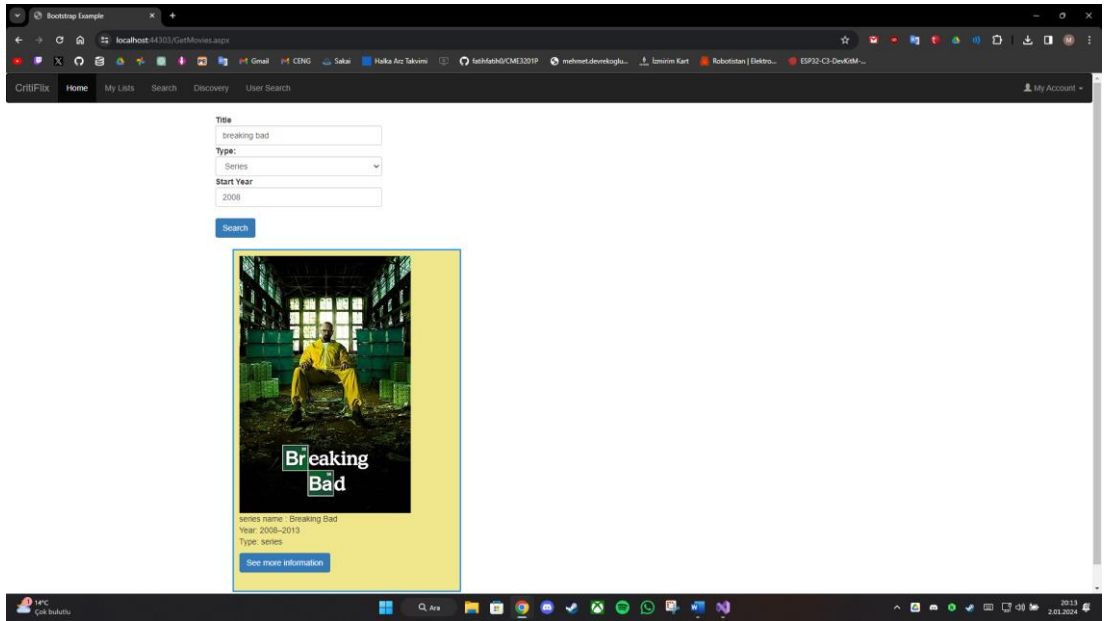 Bootstrap Example
localhost:44303/GetMovies.aspx
Gmail CENG Sakai Halka Arz Takvimi fatihfatih0/CME3201P mehmet.devrekoglu... İzmirim Kart Robotistan | Elektro... ESP32-C3-DevKitM-...
CritiFlix Home My Lists Search Discovery User Search My Account
Title
breaking bad
Type:
Series
Start Year
2008
Search
Breaking
Bad
series name : Breaking Bad
Year: 2008–2013
Type: series
See more information
14°C
Çok bulutlu
Ara
20:13
2.01.2024